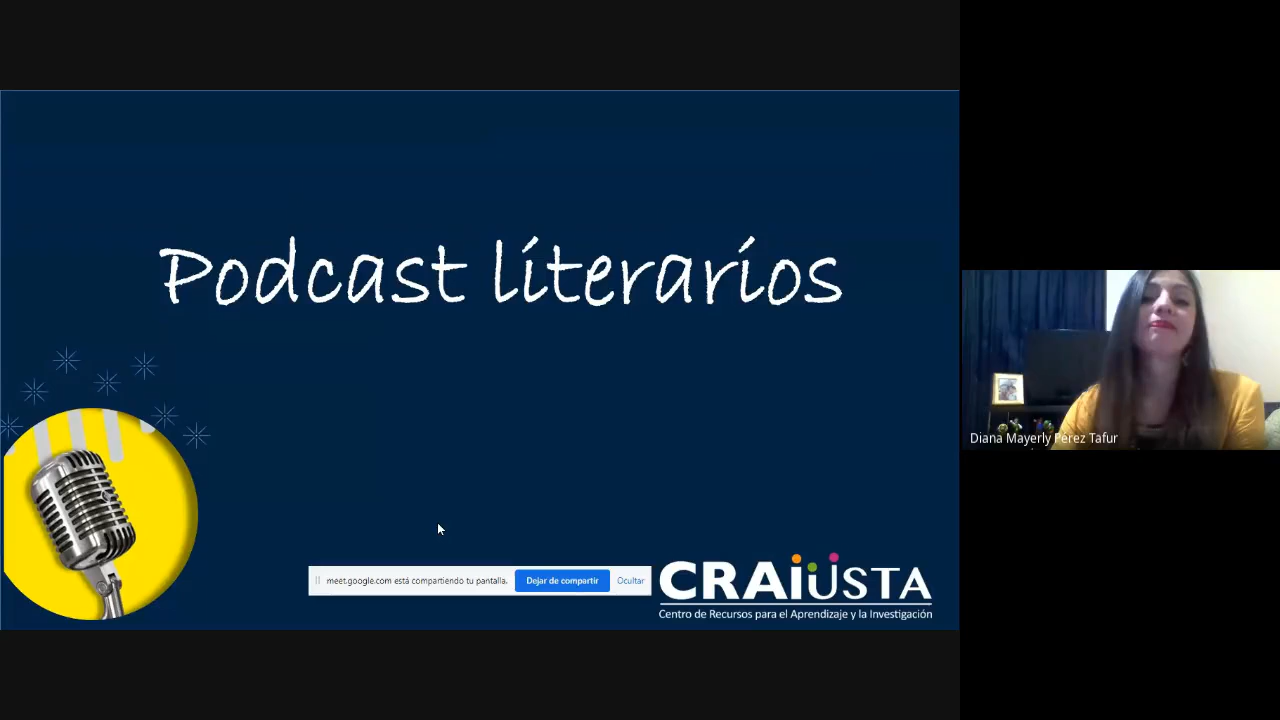 Podcast literarios
Diana Mayerly Pérez Tafur
meet.google.com está compartiendo tu pantalla.
Dejar de compartir
Ocultar
CRAIUSTA
Centro de Recursos para el Aprendizaje y la Investigación